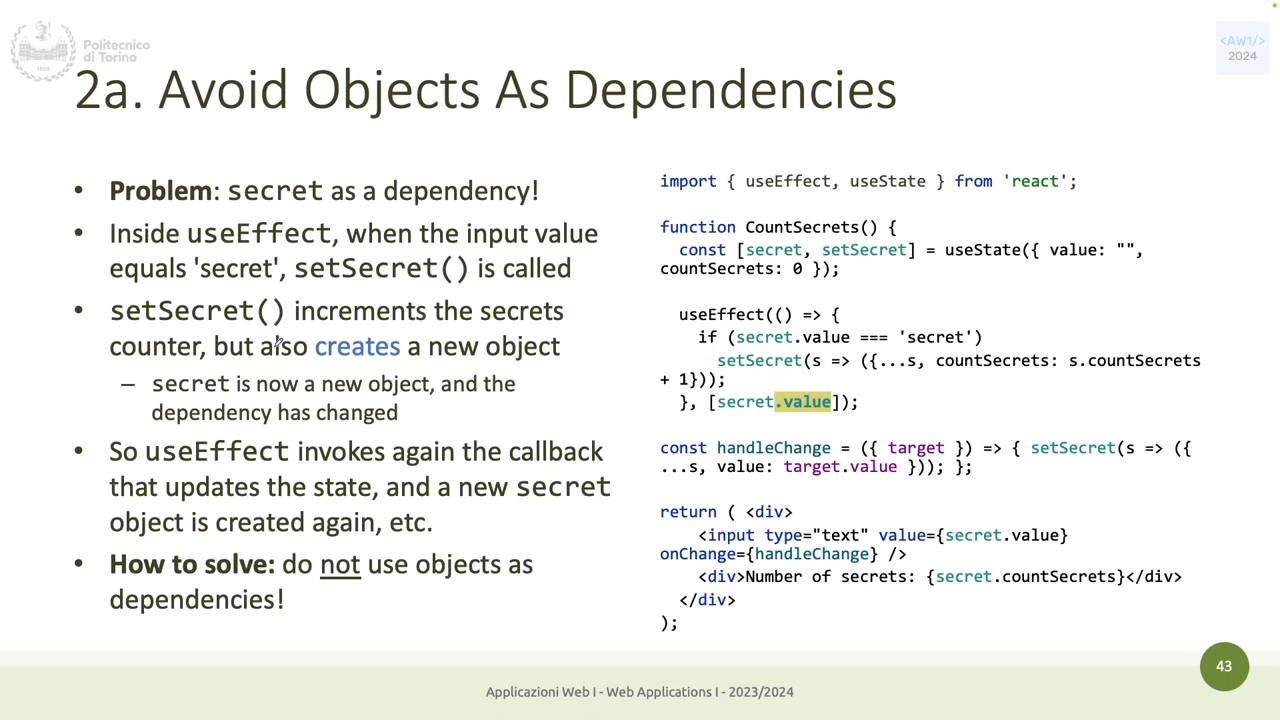 Politecnico
di Torino
1859
<AW1/>
2024
2a. Avoid Objects As Dependencies
• Problem: secret as a dependency!
• Inside useEffect, when the input value
equals 'secret', setSecret() is called
• setSecret() increments the secrets
counter, but also creates a new object
– secret is now a new object, and the
dependency has changed
• So useEffect invokes again the callback
that updates the state, and a new secret
object is created again, etc.
• How to solve: do not use objects as
dependencies!
import { useEffect, useState } from 'react';
function CountSecrets() {
const [secret, setSecret] = useState({ value: "",
countSecrets: 0 });
useEffect(() => {
if (secret.value === 'secret')
setSecret(s => ({...s, countSecrets: s.countSecrets
+ 1}));
}, [secret.value]);
const handleChange = ({ target }) => { setSecret(s => ({
...s, value: target.value })); };
return ( <div>
<input type="text" value={secret.value}
onChange={handleChange} />
<div>Number of secrets: {secret.countSecrets}</div>
</div>
);
43
Applicazioni Web I - Web Applications I - 2023/2024